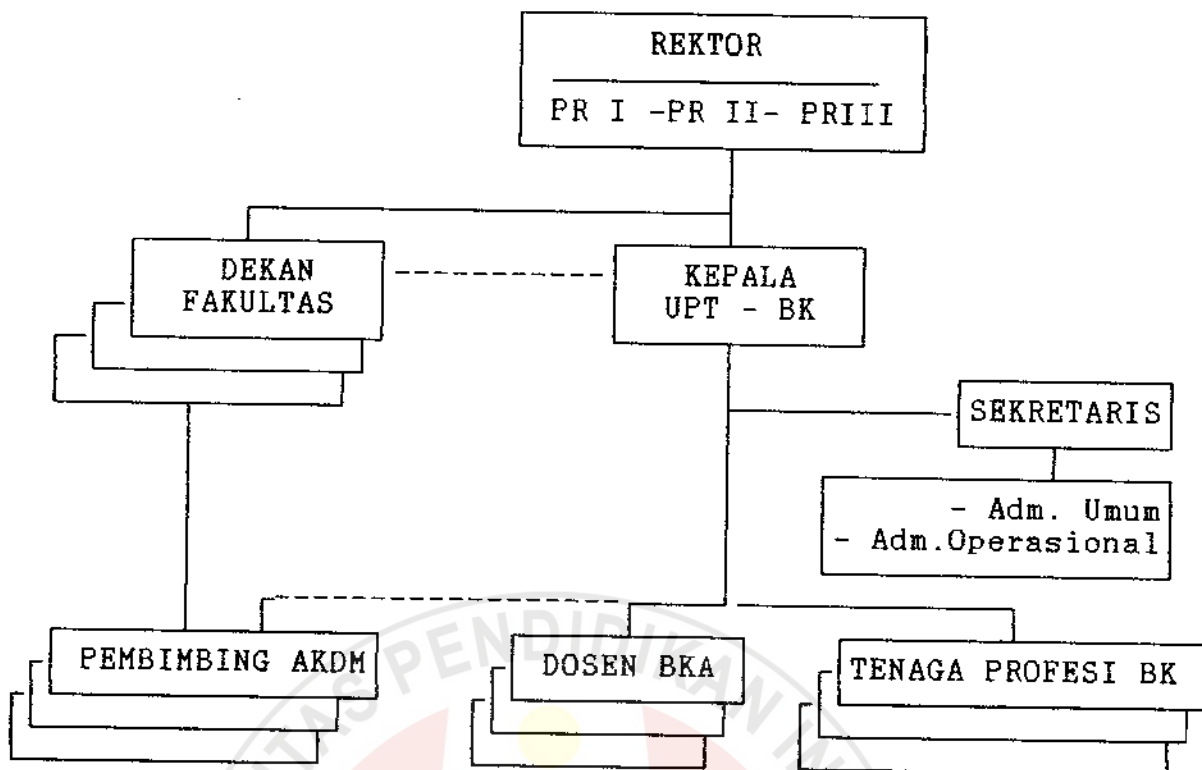 REKTOR
PR I -PR II- PRIII
DEKAN
FAKULTAS
KEPALA
UPT - BK
SEKRETARIS
- Adm. Umum
- Adm.Operasional
PEMBIMBING AKDM
DOSEN BKA
TENAGA PROFESI BK
PENDIDIKAN